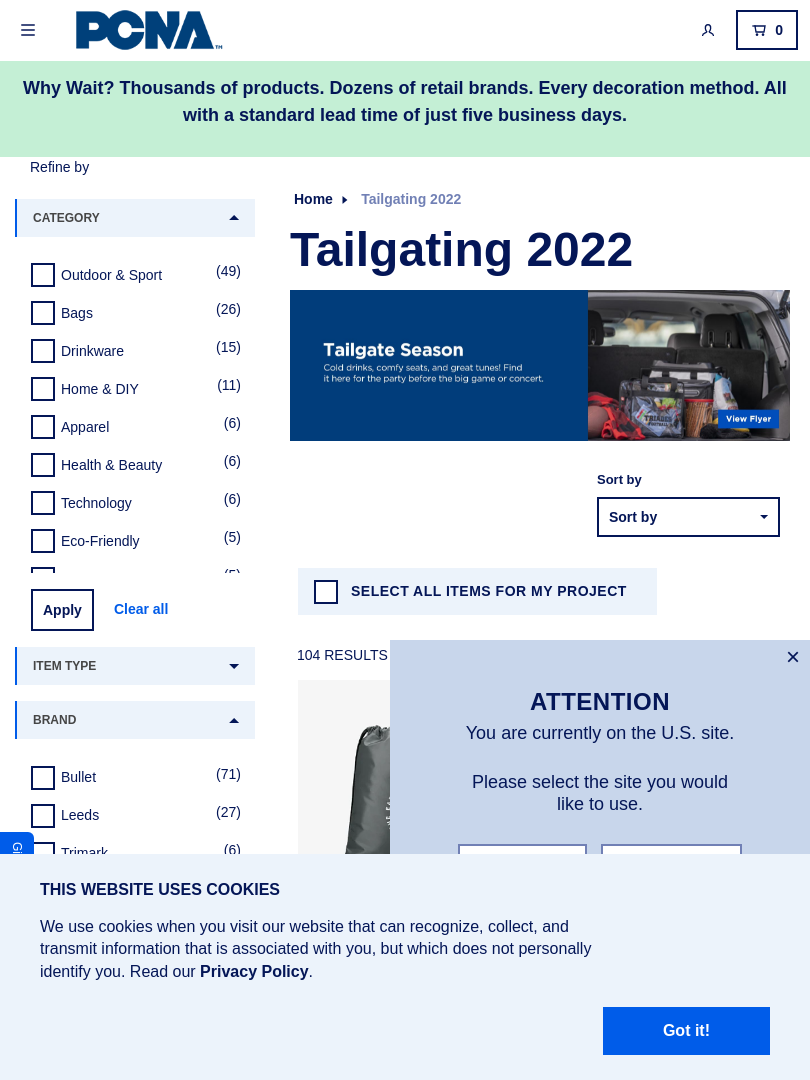 PCNA™
0
Why Wait? Thousands of products. Dozens of retail brands. Every decoration method. All
with a standard lead time of just five business days.
Refine by
Home
Tailgating 2022
CATEGORY
Tailgating 2022
Outdoor & Sport (49)
Bags (26)
Drinkware (15)
Home & DIY (11)
Apparel (6)
Health & Beauty (6)
Technology (6)
Eco-Friendly (5)
Tailgate Season
Cold drinks, comfy seats, and great tunes! Find
it here for the party before the big game or concert.
View Flyer
Sort by
Sort by
SELECT ALL ITEMS FOR MY PROJECT
Apply
Clear all
104 RESULTS
ITEM TYPE
BRAND
Bullet (71)
Leeds (27)
Trimark (6)
×
ATTENTION
You are currently on the U.S. site.
Please select the site you would
like to use.
THIS WEBSITE USES COOKIES
We use cookies when you visit our website that can recognize, collect, and
transmit information that is associated with you, but which does not personally
identify you. Read our Privacy Policy.
Got it!